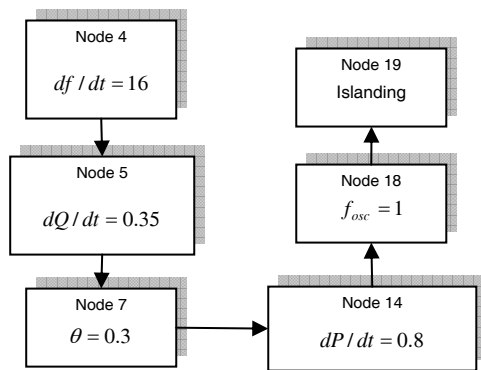 Node 4
df / dt = 16
Node 5
dQ / dt = 0.35
Node 7
θ = 0.3
Node 14
dP / dt = 0.8
Node 18
f_osc = 1
Node 19
Islanding